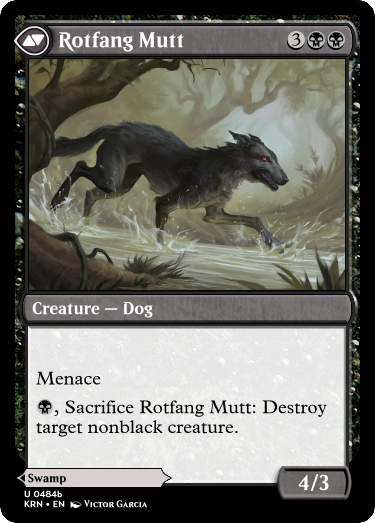 Rotfang Mutt 3
Creature — Dog
Menace
, Sacrifice Rotfang Mutt: Destroy
target nonblack creature.
Swamp
4/3
U 0484b
KRN • EN Victor Garcia